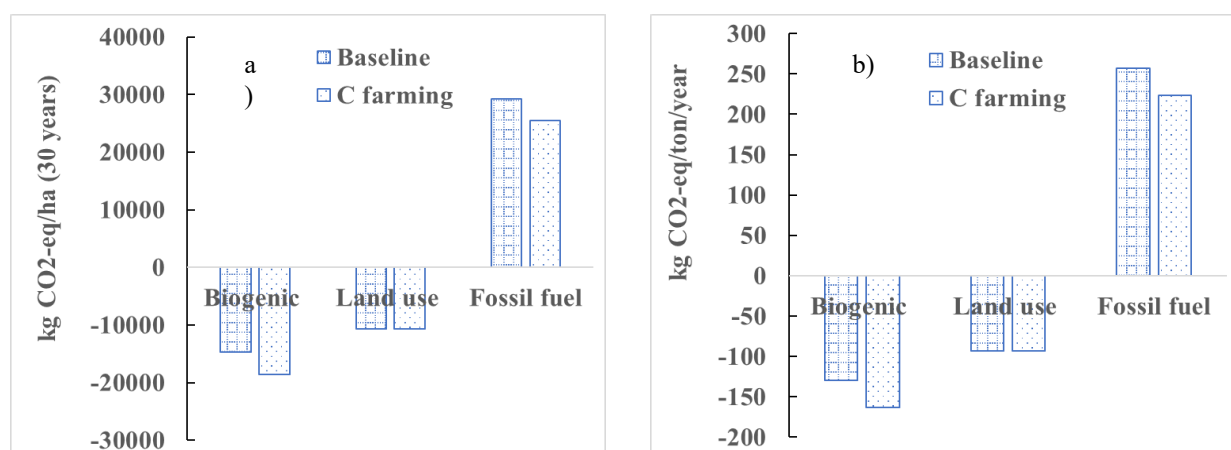 kg CO2-eq/ha (30 years)
40000
30000
20000
10000
0
-10000
-20000
-30000
a
)
Baseline
C farming
Biogenic
Land use
Fossil fuel
kg CO2-eq/ton/year
300
250
200
150
100
50
0
-50
-100
-150
-200
b)
Baseline
C farming
Biogenic
Land use
Fossil fuel